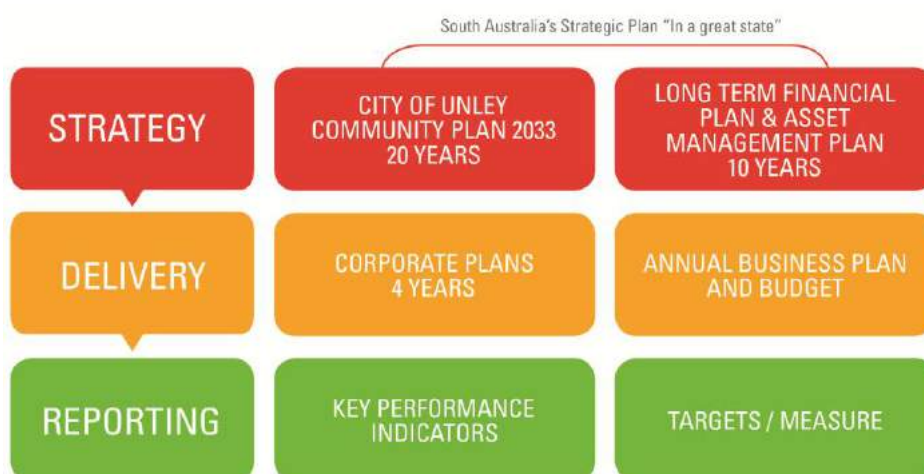 South Australia's Strategic Plan "In a great state"
STRATEGY
CITY OF UNLEY
COMMUNITY PLAN 2033
20 YEARS
LONG TERM FINANCIAL
PLAN & ASSET
MANAGEMENT PLAN
10 YEARS
DELIVERY
CORPORATE PLANS
4 YEARS
ANNUAL BUSINESS PLAN
AND BUDGET
REPORTING
KEY PERFORMANCE
INDICATORS
TARGETS / MEASURE